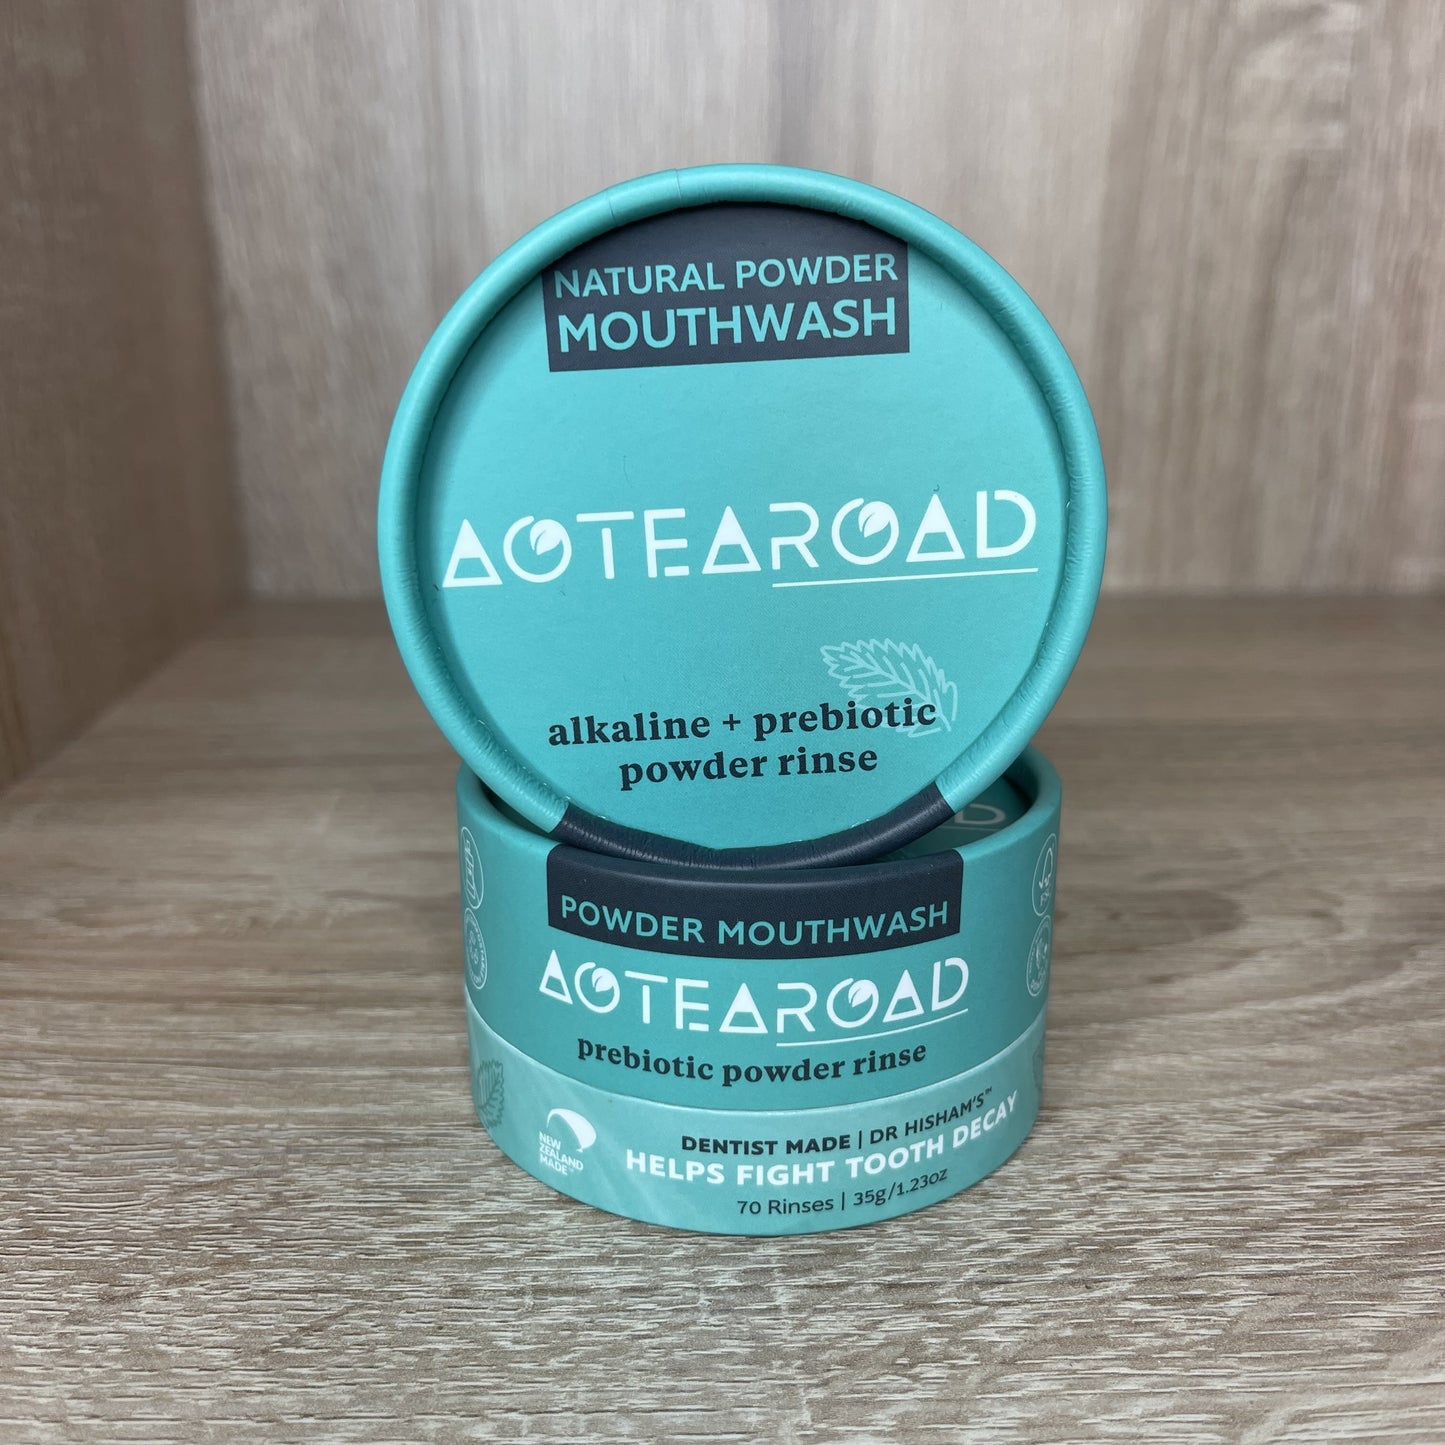 NATURAL POWDER
MOUTHWASH
AOTEAROAD
alkaline + prebiotic
powder rinse
POWDER MOUTHWASH
AOTEAROAD
prebiotic powder rinse
NEW
ZEALAND
MADE™
DENTIST MADE | DR HISHAM'S™
HELPS FIGHT TOOTH DECAY
70 Rinses | 35g/1.23oz